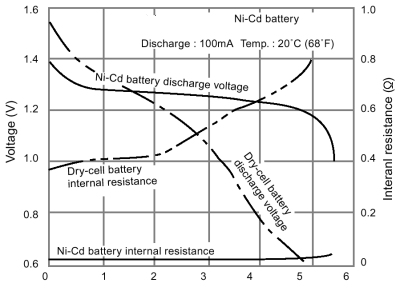 Ni-Cd battery
Discharge : 100mA Temp. : 20˚C (68˚F)
Ni-Cd battery discharge voltage
Dry-cell battery
internal resistance
Dry-cell battery
discharge voltage
Ni-Cd battery internal resistance
Voltage (V)
1.6
1.4
1.2
1.0
0.8
0.6
Interanl resistance (Ω)
1.0
0.8
0.6
0.4
0.2
0
0 1 2 3 4 5 6